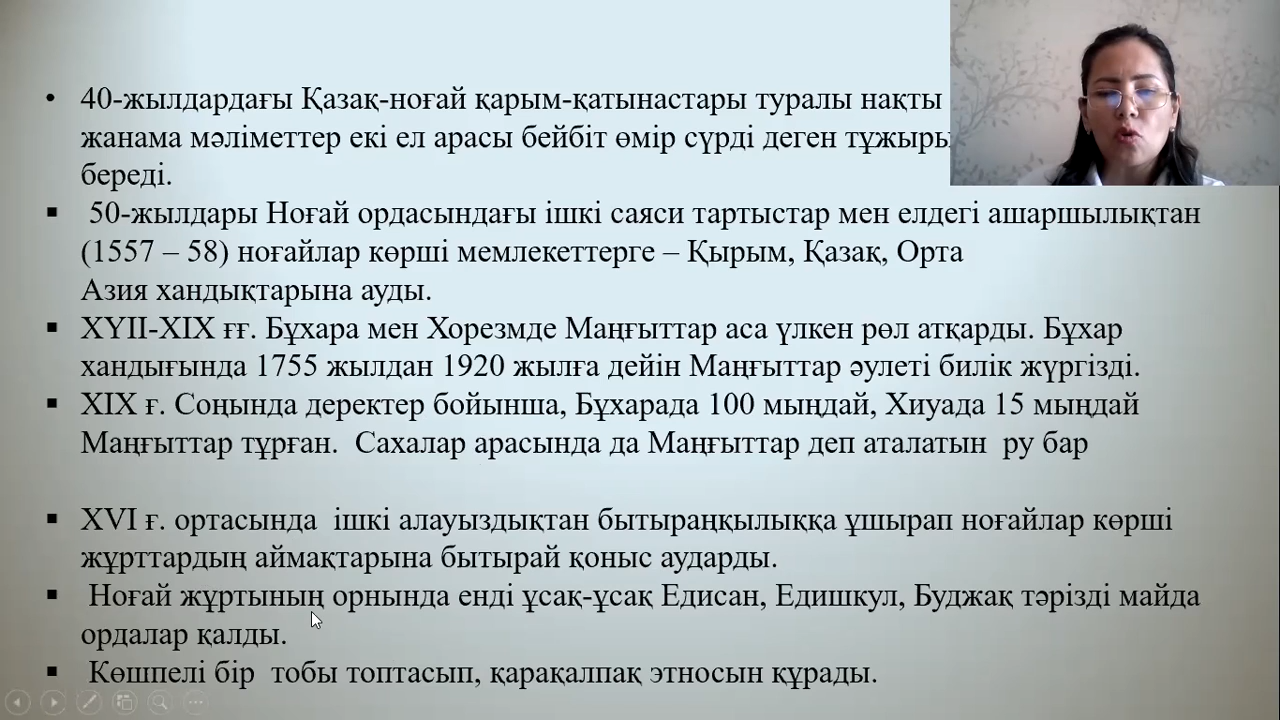 • 40-жылдардағы Қазақ-ноғай қарым-қатынастары туралы нақты
жанама мәліметтер екі ел арасы бейбіт өмір сүрді деген
береді.
▪ 50-жылдары Ноғай ордасындағы ішкі саяси тартыстар мен елдегі ашаршылықтан
(1557 – 58) ноғайлар көрші мемлекеттерге – Қырым, Қазақ, Орта
Азия хандықтарына ауды.
▪ XYII-XIX ғғ. Бұхара мен Хорезмде Маңғыттар аса үлкен рөл атқарды. Бұхар
хандығында 1755 жылдан 1920 жылға дейін Маңғыттар әулеті билік жүргізді.
▪ XIX ғ. Соңында деректер бойынша, Бұхарада 100 мыңдай, Хиуада 15 мыңдай
Маңғыттар тұрған. Сахалар арасында да Маңғыттар деп аталатын ру бар
▪ XVI ғ. ортасында ішкі алауыздықтан бытыраңқылыққа ұшырап ноғайлар көрші
жұрттардың аймақтарына бытырай қоныс аударды.
▪ Ноғай жұртының орнында енді ұсақ-ұсақ Едисан, Едишкул, Буджақ тәрізді майда
ордалар қалды.
▪ Көшпелі бір тобы топтасып, қарақалпақ этносын құрады.